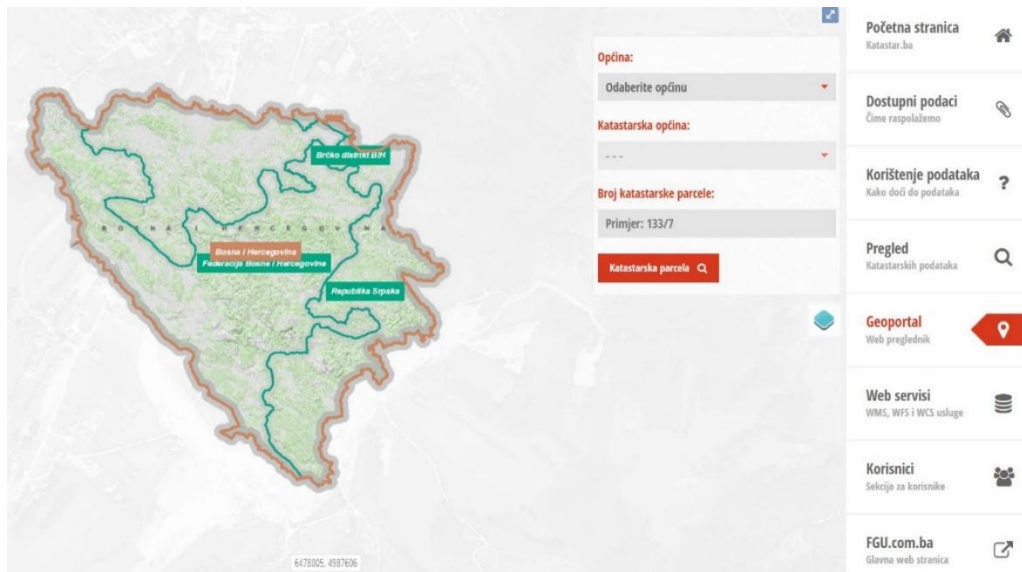 Brčko distrikt BIH
BOSNA I HERCEGOVINA
Bosna i Hercegovina
Federacija Bosne i Hercegovine
Republika Srpska
6478005, 4987606
Općina:
Odaberite općinu
Katastarska općina:
---
Broj katastarske parcele:
Primjer: 133/7
Katastarska parcela
Početna stranica
Katastar.ba
Dostupni podaci
Čime raspolažemo
Korištenje podataka
Kako doći do podataka
?
Pregled
Katastarskih podataka
Geoportal
Web preglednik
Web servisi
WMS, WFS i WCS usluge
Korisnici
Sekcija za korisnike
FGU.com.ba
Glavna web stranica